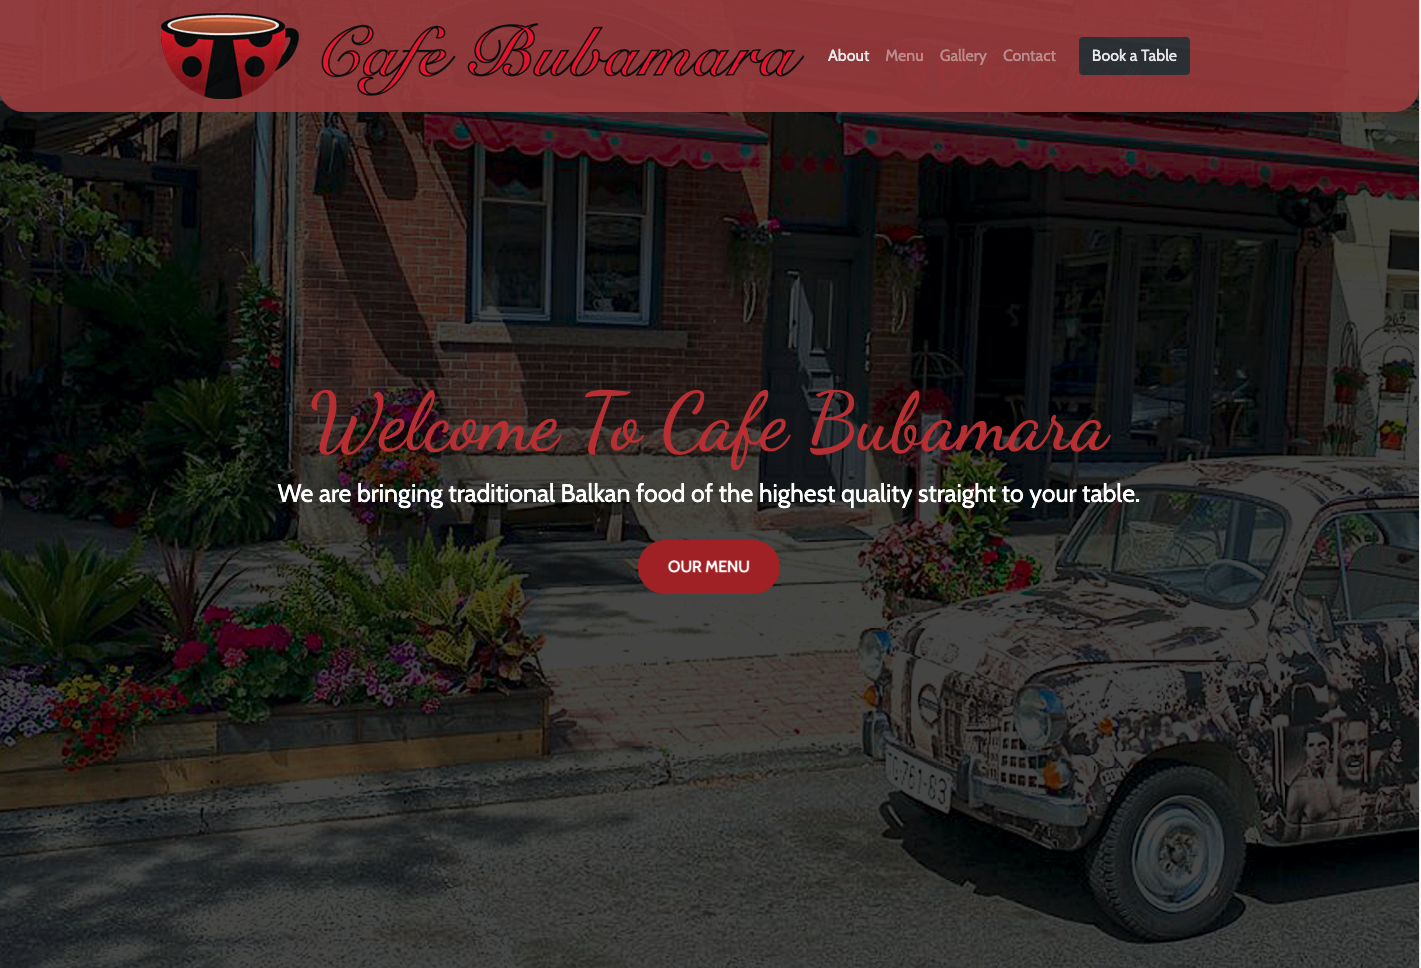 Cafe Bubamara
About Menu Gallery Contact Book a Table
Welcome To Cafe Bubamara
We are bringing traditional Balkan food of the highest quality straight to your table.
OUR MENU